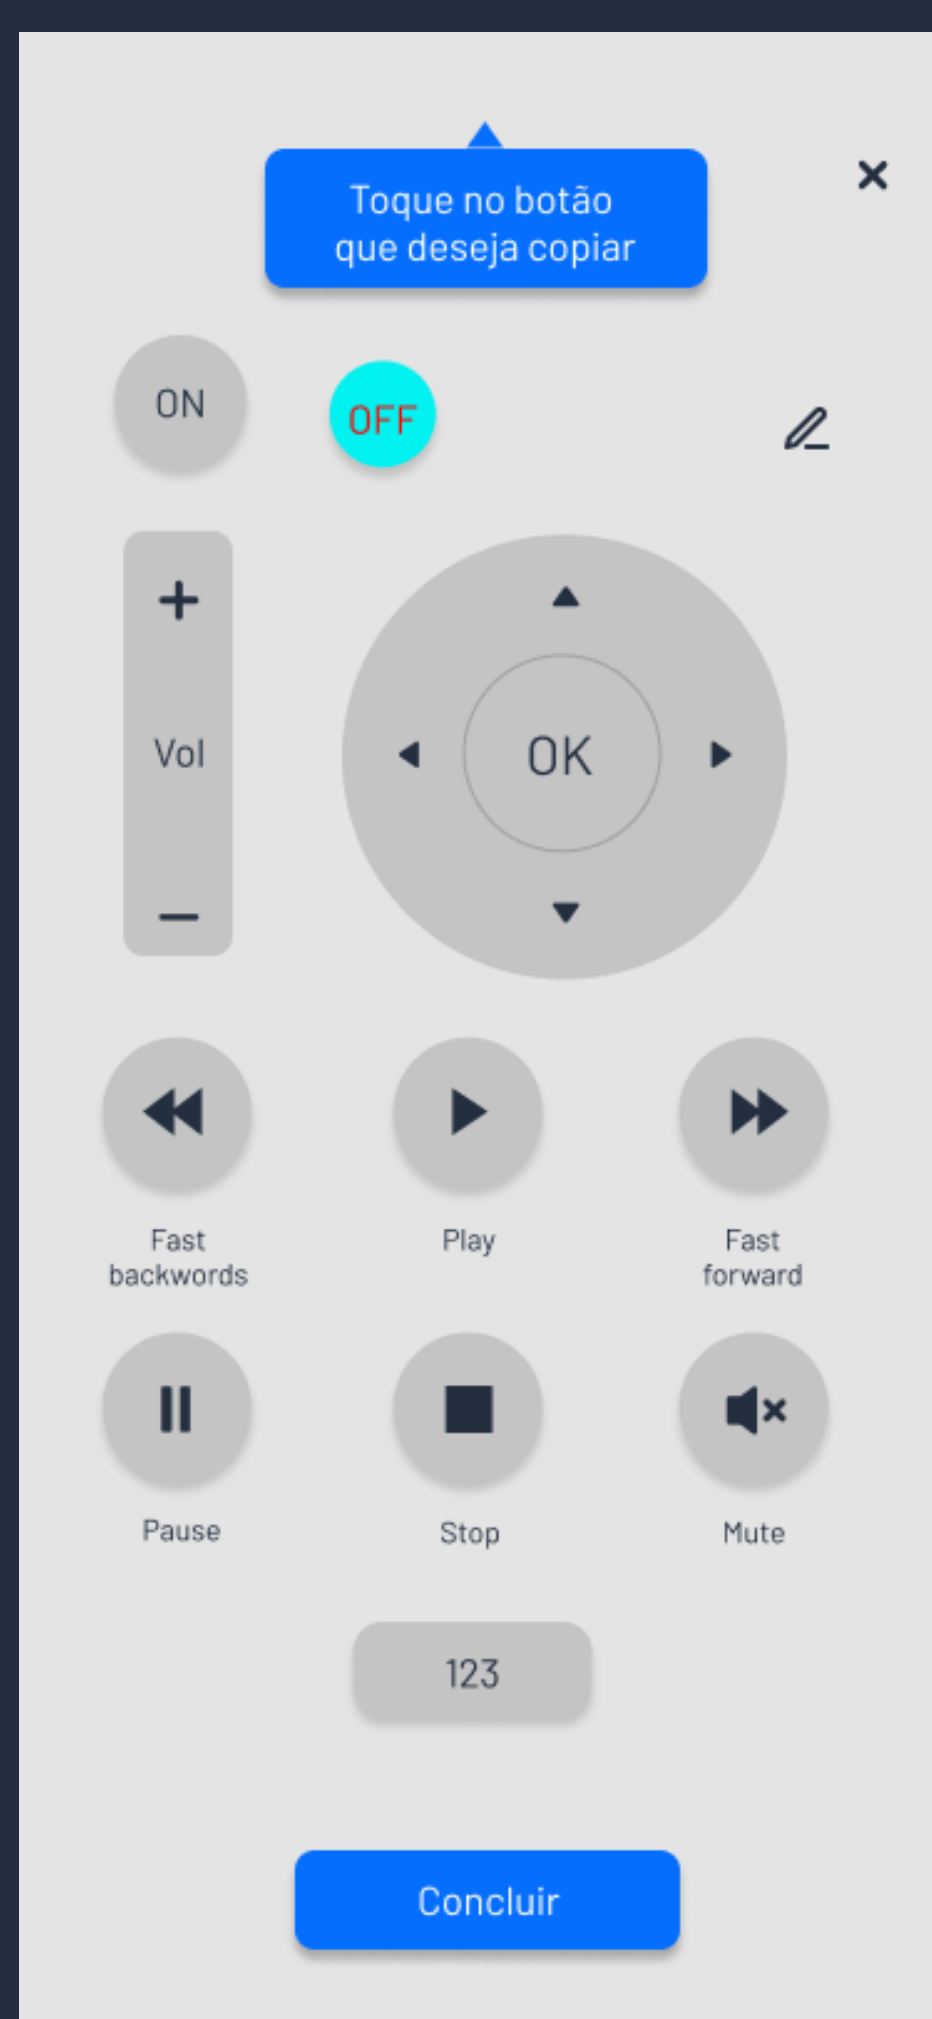 Toque no botão
que deseja copiar
ON
OFF
Vol
OK
Fast
backwords
Play
Fast
forward
Pause
Stop
Mute
123
Concluir